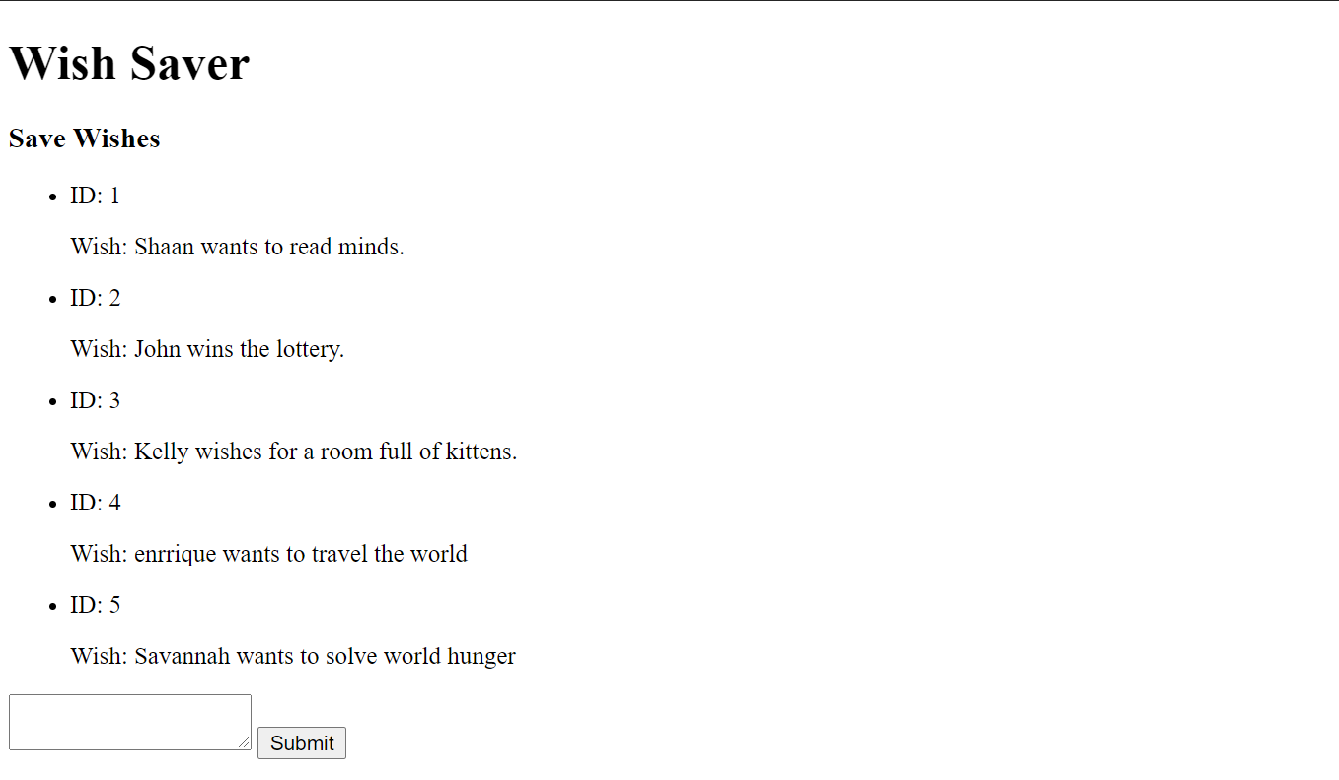 Wish Saver
Save Wishes
ID: 1
Wish: Shaan wants to read minds.
ID: 2
Wish: John wins the lottery.
ID: 3
Wish: Kelly wishes for a room full of kittens.
ID: 4
Wish: enrrique wants to travel the world
ID: 5
Wish: Savannah wants to solve world hunger
Submit